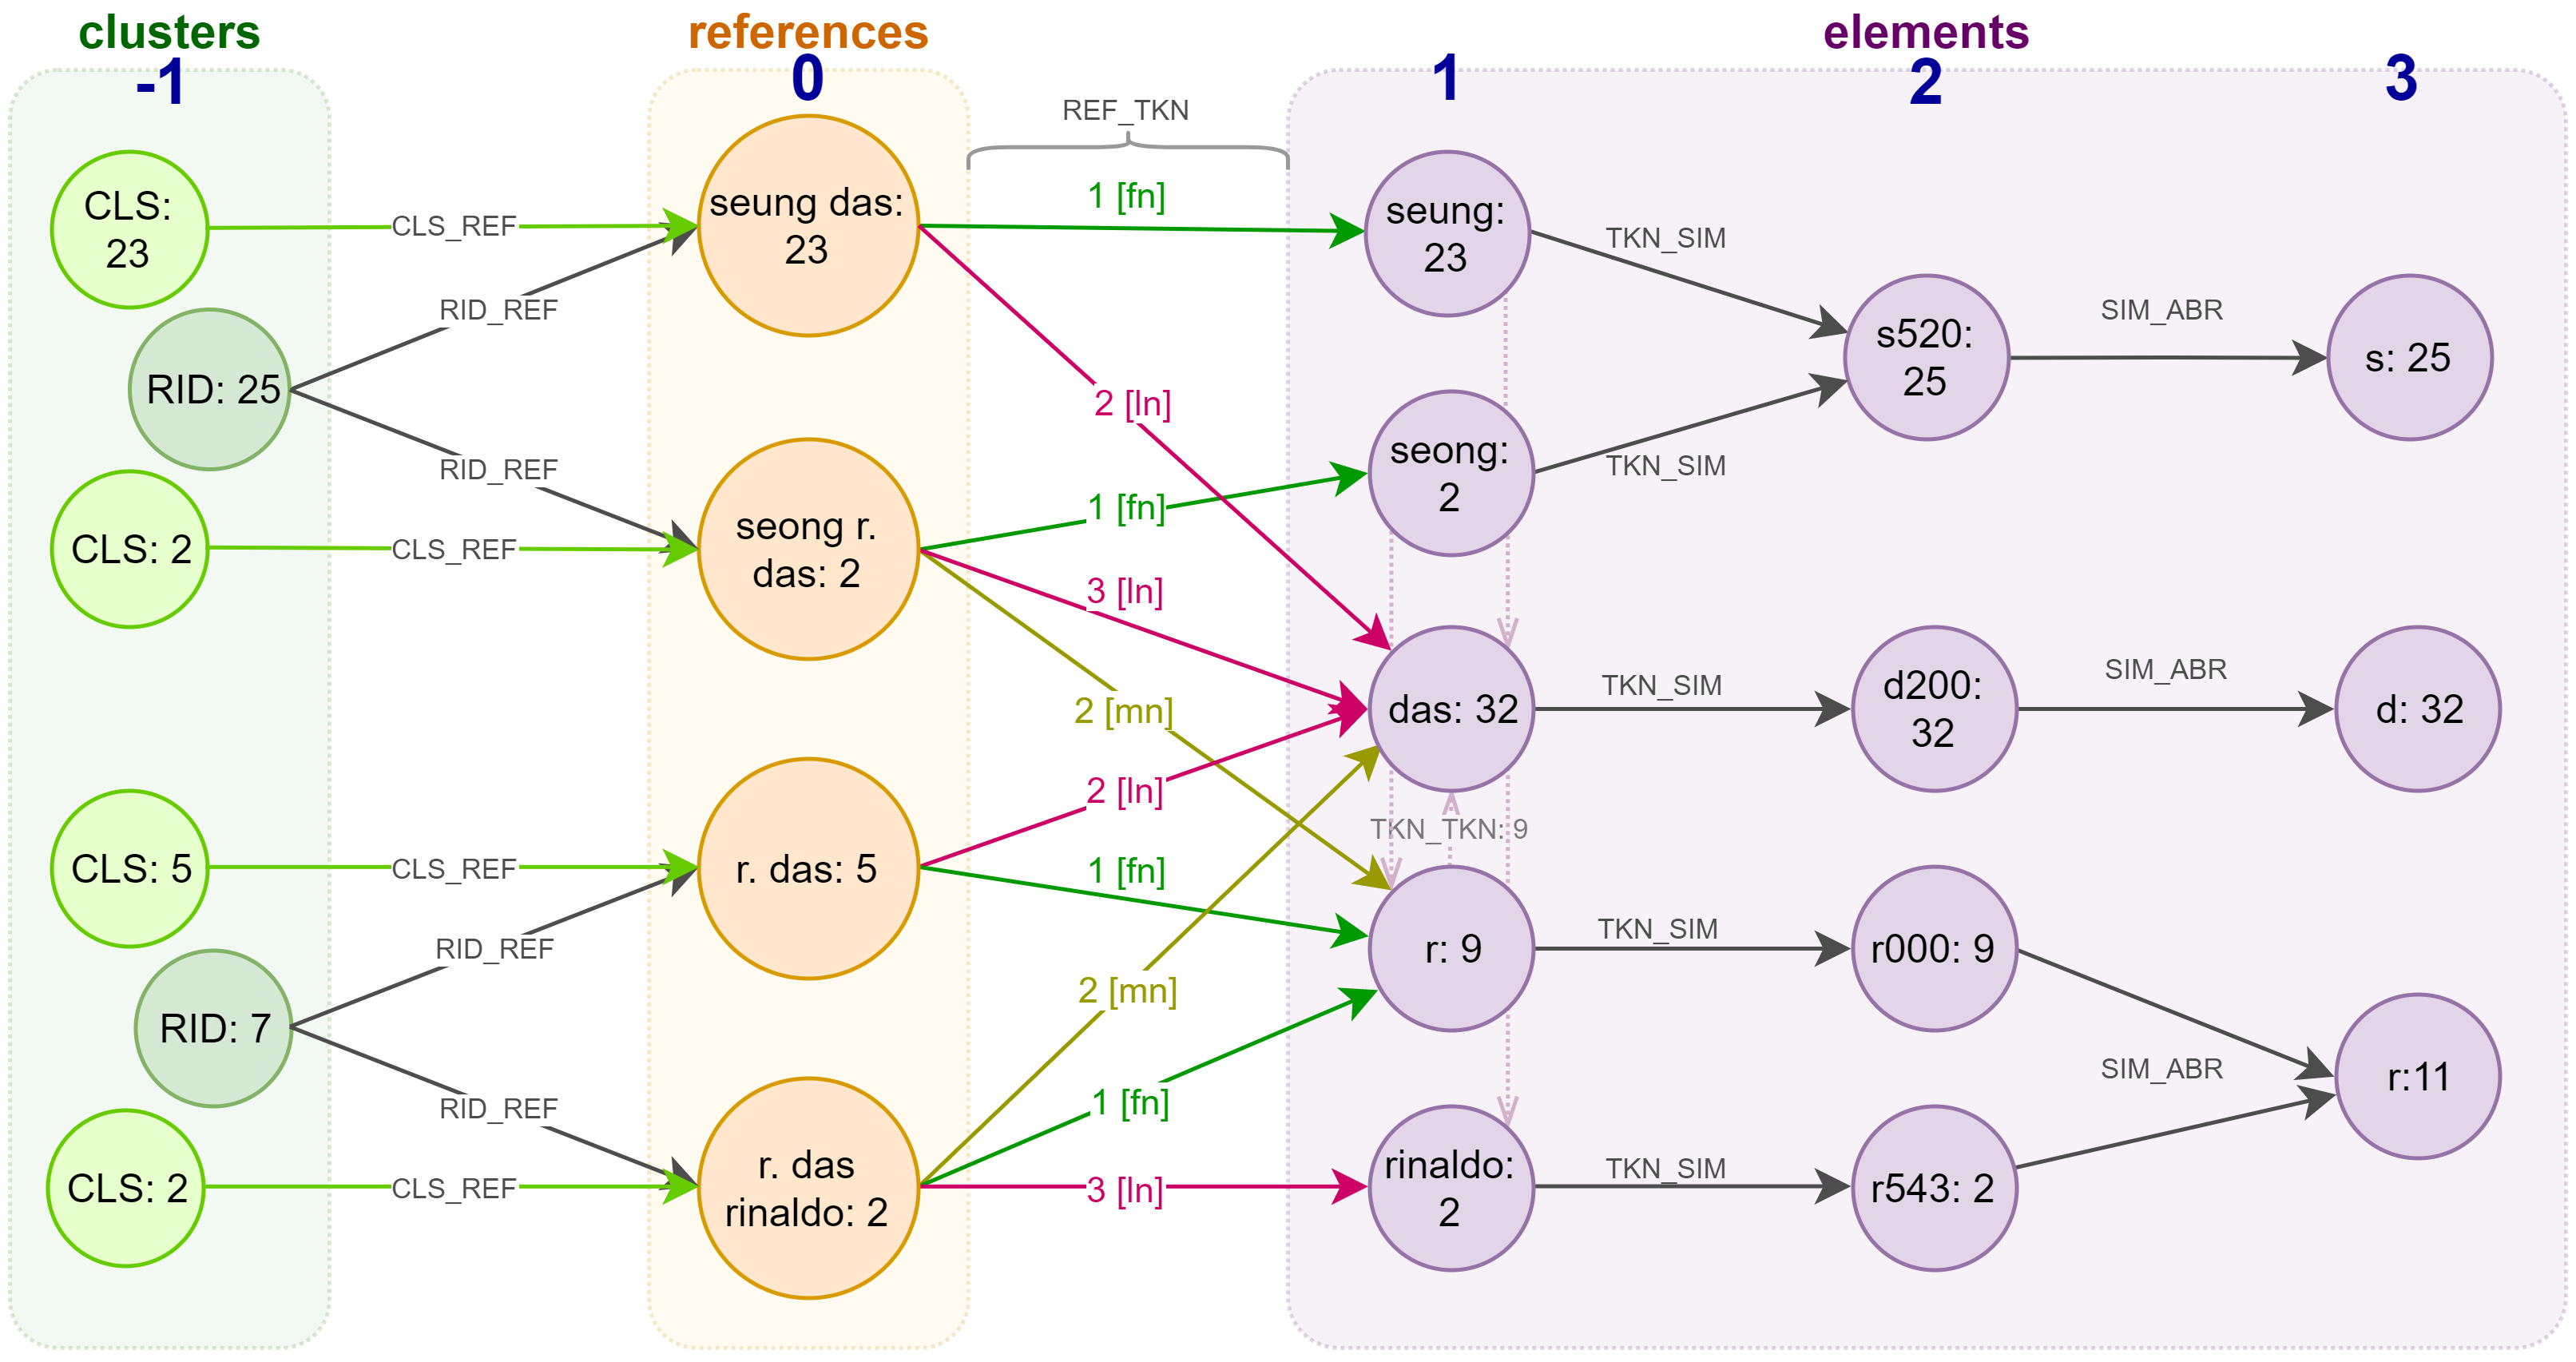 clusters
references
elements
-1
0
1
2
3
REF_TKN
CLS:
23
CLS_REF
seung das:
23
1 [fn]
seung:
23
TKN_SIM
RID_REF
RID: 25
2 [ln]
s520:
25
SIM_ABR
s: 25
RID_REF
seong:
2
TKN_SIM
1 [fn]
CLS: 2
CLS_REF
seong r.
das: 2
3 [ln]
2 [mn]
das: 32
TKN_SIM
d200:
32
SIM_ABR
d: 32
2 [ln]
TKN_TKN: 9
CLS: 5
CLS_REF
r. das: 5
1 [fn]
RID_REF
r: 9
TKN_SIM
r000: 9
2 [mn]
RID: 7
SIM_ABR
r:11
RID_REF
1 [fn]
CLS: 2
CLS_REF
r. das
rinaldo: 2
3 [ln]
rinaldo:
2
TKN_SIM
r543: 2